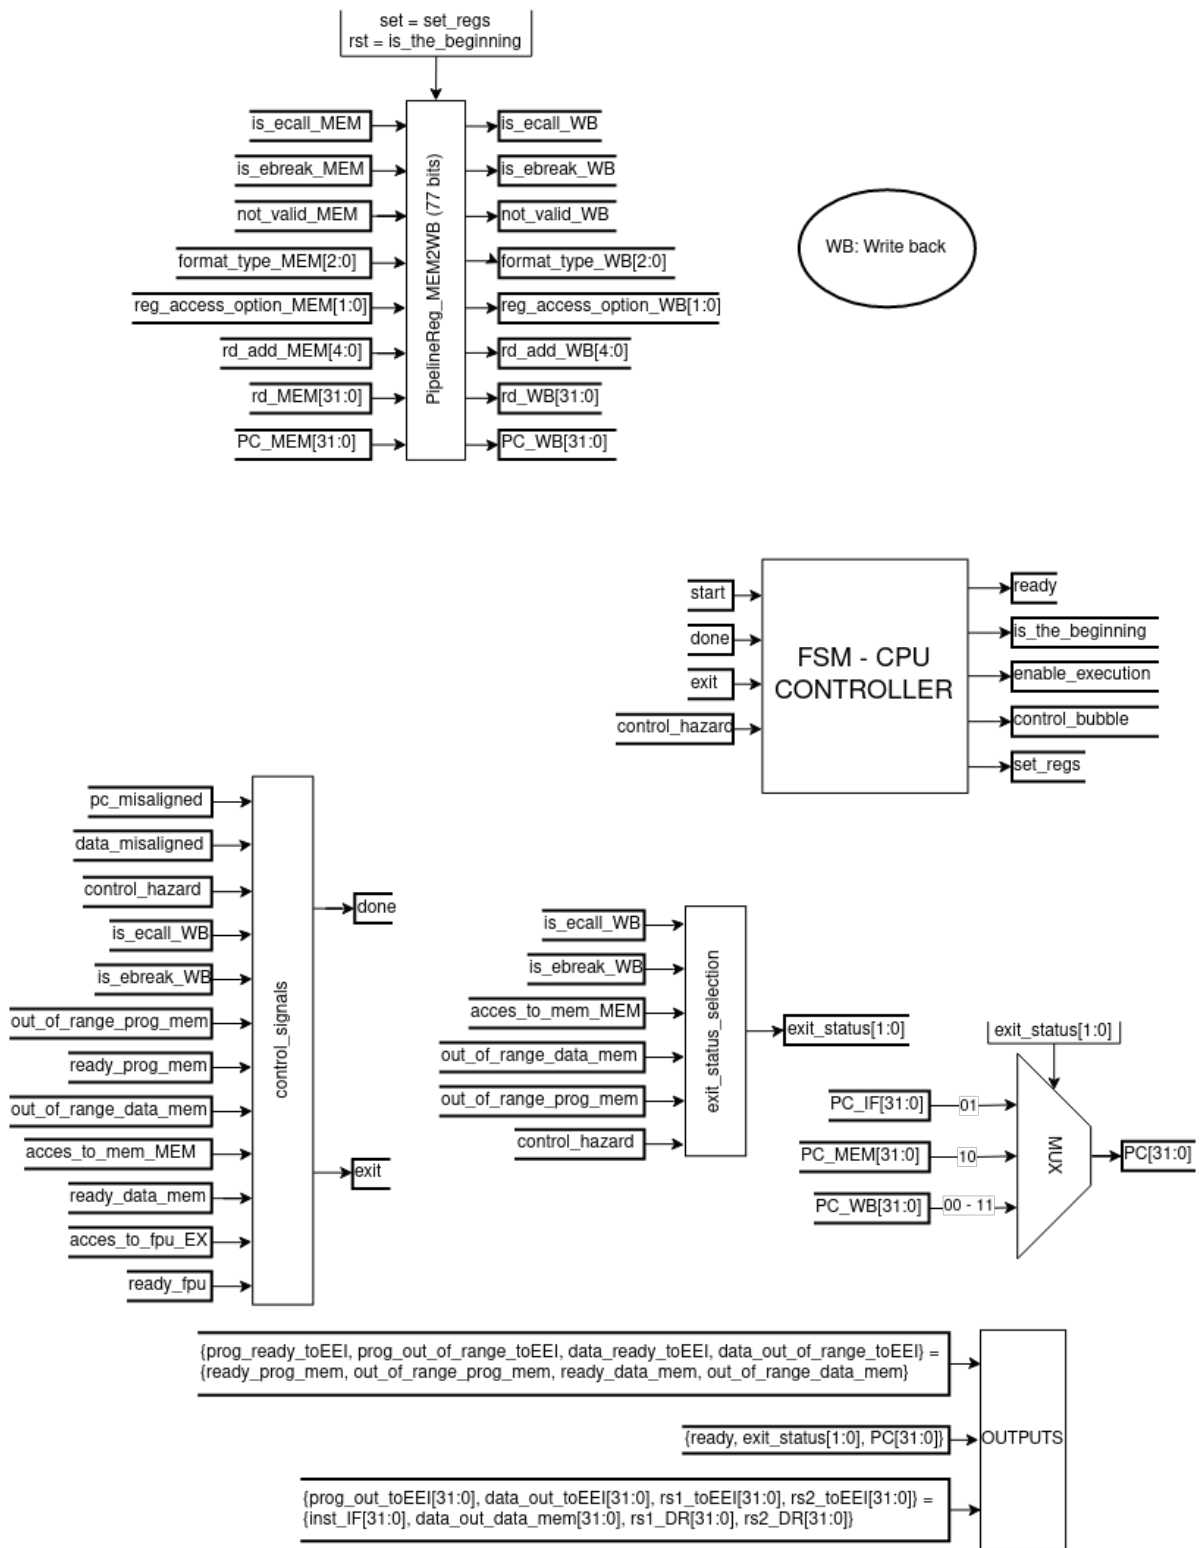 set = set_regs
rst = is_the_beginning
is_ecall_MEM
is_ebreak_MEM
not_valid_MEM
format_type_MEM[2:0]
reg_access_option_MEM[1:0]
rd_add_MEM[4:0]
rd_MEM[31:0]
PC_MEM[31:0]
PipelineReg_MEM2WB (77 bits)
is_ecall_WB
is_ebreak_WB
not_valid_WB
format_type_WB[2:0]
reg_access_option_WB[1:0]
rd_add_WB[4:0]
rd_WB[31:0]
PC_WB[31:0]
WB: Write back
start
done
exit
control_hazard
FSM - CPU
CONTROLLER
ready
is_the_beginning
enable_execution
control_bubble
set_regs
pc_misaligned
data_misaligned
control_hazard
is_ecall_WB
is_ebreak_WB
out_of_range_prog_mem
ready_prog_mem
out_of_range_data_mem
acces_to_mem_MEM
ready_data_mem
acces_to_fpu_EX
ready_fpu
control_signals
done
exit
is_ecall_WB
is_ebreak_WB
acces_to_mem_MEM
out_of_range_data_mem
out_of_range_prog_mem
control_hazard
exit_status_selection
exit_status[1:0]
exit_status[1:0]
PC_IF[31:0]
01
PC_MEM[31:0]
10
PC_WB[31:0]
00 - 11
MUX
PC[31:0]
{prog_ready_toEEI, prog_out_of_range_toEEI, data_ready_toEEI, data_out_of_range_toEEI} =
{ready_prog_mem, out_of_range_prog_mem, ready_data_mem, out_of_range_data_mem}
{ready, exit_status[1:0], PC[31:0]}
OUTPUTS
{prog_out_toEEI[31:0], data_out_toEEI[31:0], rs1_toEEI[31:0], rs2_toEEI[31:0]} =
{inst_IF[31:0], data_out_data_mem[31:0], rs1_DR[31:0], rs2_DR[31:0]}